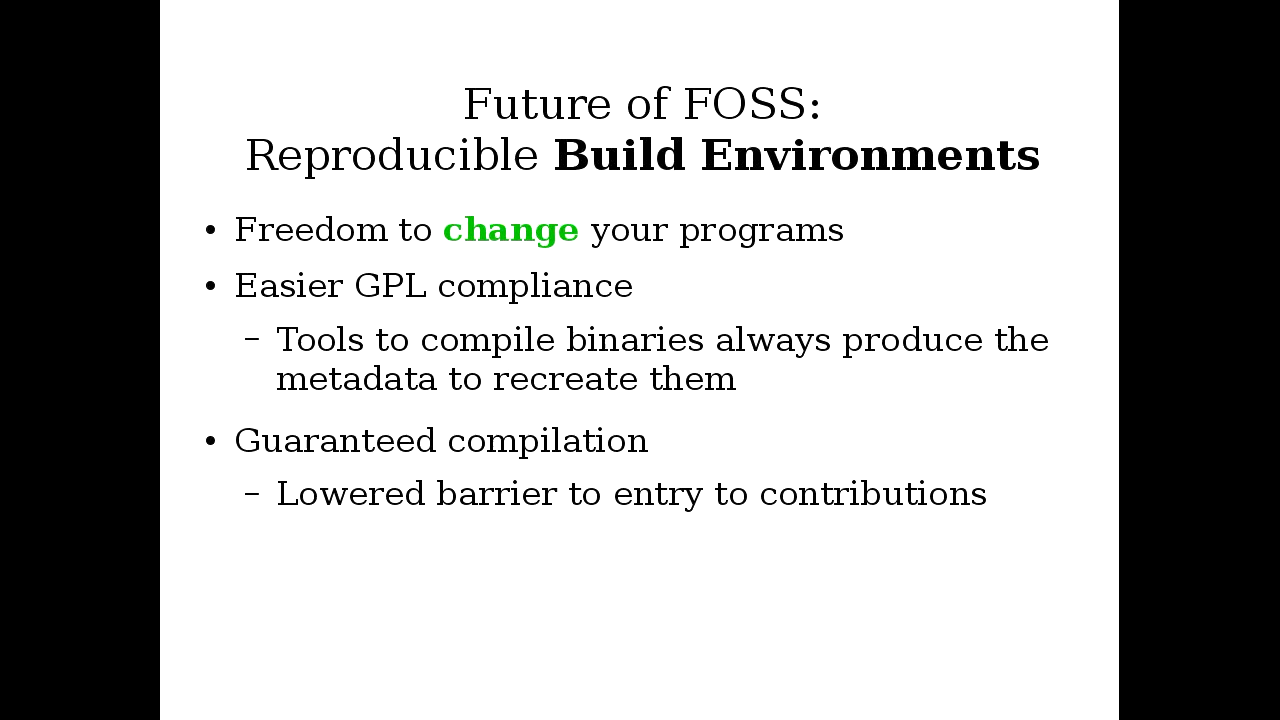 Future of FOSS:
Reproducible Build Environments
• Freedom to change your programs
• Easier GPL compliance
– Tools to compile binaries always produce the
metadata to recreate them
• Guaranteed compilation
– Lowered barrier to entry to contributions